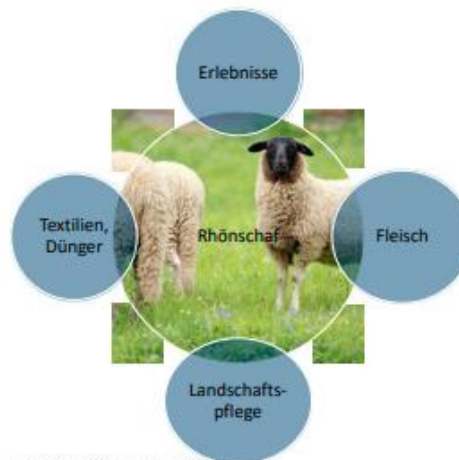 Erlebnisse
Textilien,
Dünger
Rhönschaf
Fleisch
Landschafts-
pflege